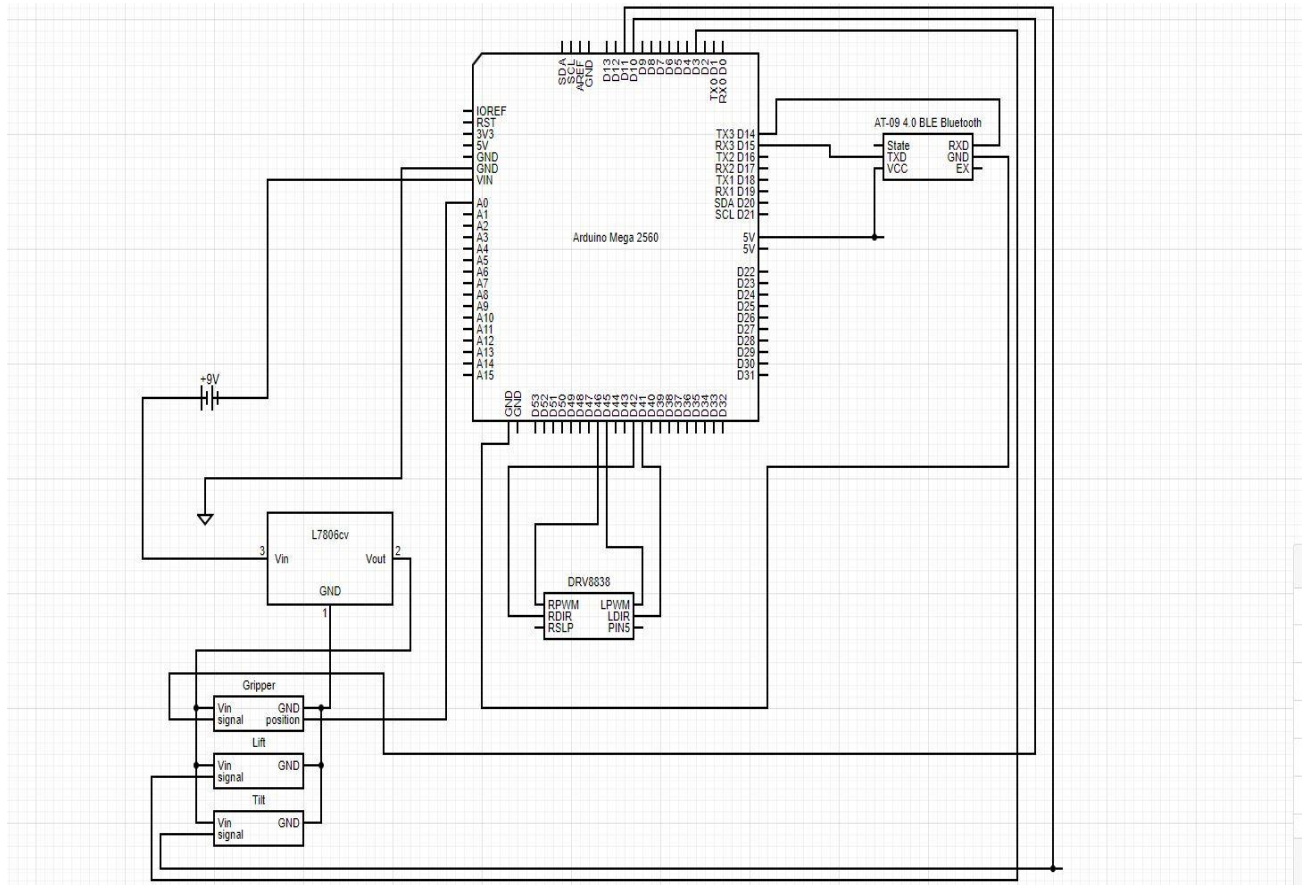 SDA
SCL
AREF
GND
D13
D12
D11
D10
D9
D8
D7
D6
D5
D4
D3
D2
TX0 D1
RX0 D0
IOREF
RST
3V3
5V
GND
GND
VIN
A0
A1
A2
A3
A4
A5
A6
A7
A8
A9
A10
A11
A12
A13
A14
A15
TX3 D14
RX3 D15
TX2 D16
RX2 D17
TX1 D18
RX1 D19
SDA D20
SCL D21
5V
5V
D22
D23
D24
D25
D26
D27
D28
D29
D30
D31
Arduino Mega 2560
GND
GND
D53
D52
D51
D50
D49
D48
D47
D46
D45
D44
D43
D42
D41
D40
D39
D38
D37
D36
D35
D34
D33
D32
AT-09 4.0 BLE Bluetooth
State RXD
TXD GND
VCC EX
+9V
L7806cv
3 Vin Vout 2
GND
1
DRV8838
RPWM LPWM
RDIR LDIR
RSLP PIN5
Gripper
Vin GND
signal position
Lift
Vin GND
signal
Tilt
Vin GND
signal